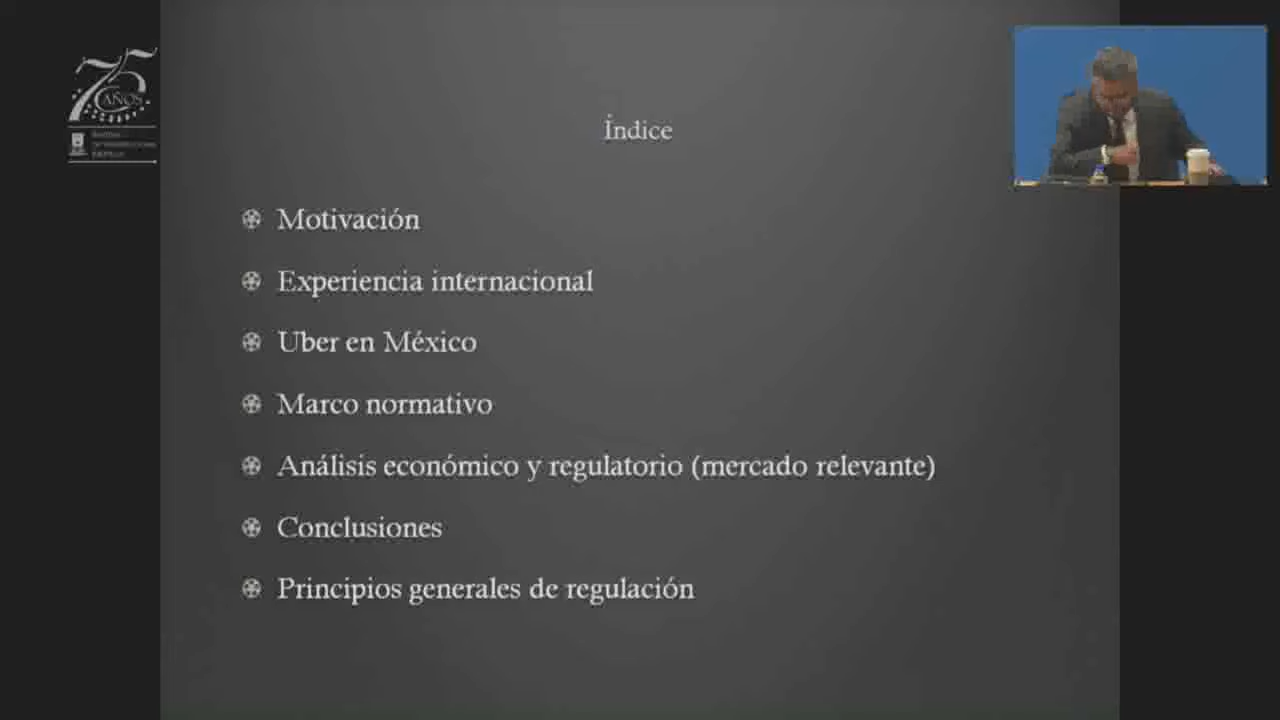 75
AÑOS
Índice
Motivación
Experiencia internacional
Uber en México
Marco normativo
Análisis económico y regulatorio (mercado relevante)
Conclusiones
Principios generales de regulación